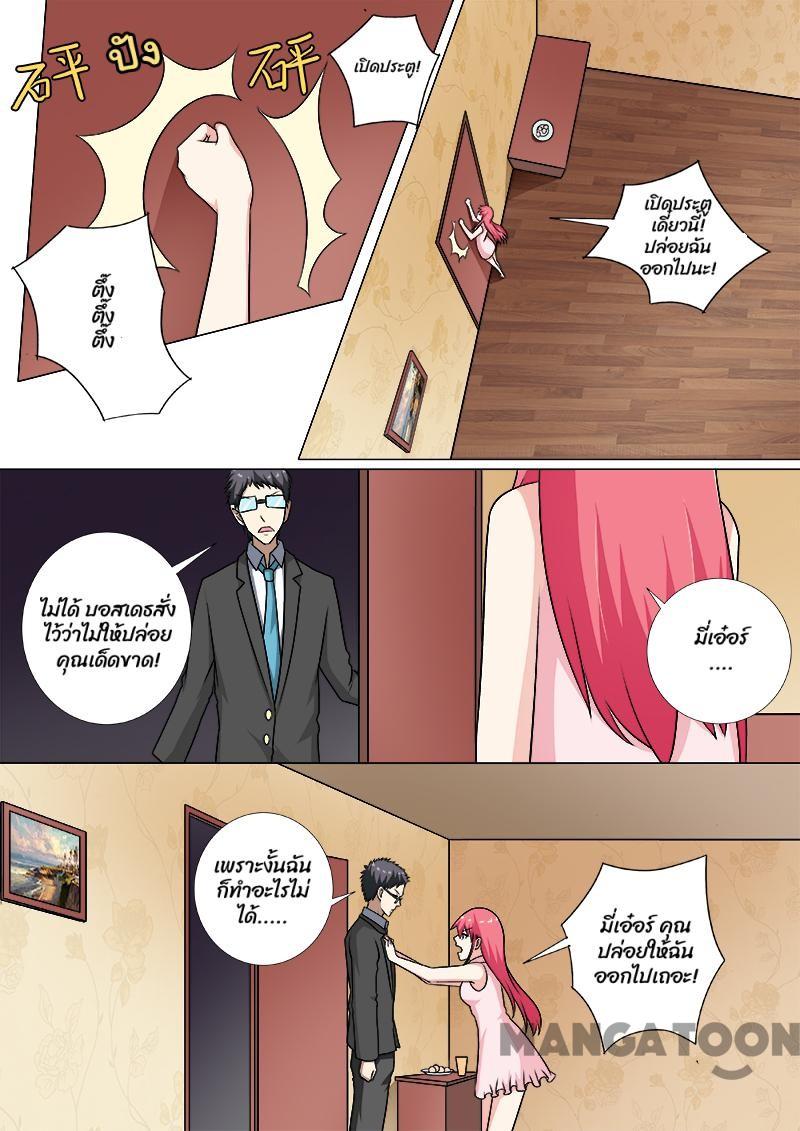 砰
ปัง
砰
เปิดประตู!
ตึ๊ง
ตึ๊ง
ตึ๊ง
เปิดประตู
เดี๋ยวนี้!
ปล่อยฉัน
ออกไปนะ!
ไม่ได้ บอสเดธสั่ง
ไว้ว่าไม่ให้ปล่อย
คุณเด็ดขาด!
มี่เอ๋อร์
....
เพราะงั้นฉัน
ก็ทำอะไรไม่
ได้.....
มี่เอ๋อร์ คุณ
ปล่อยให้ฉัน
ออกไปเถอะ!
MANGATOON